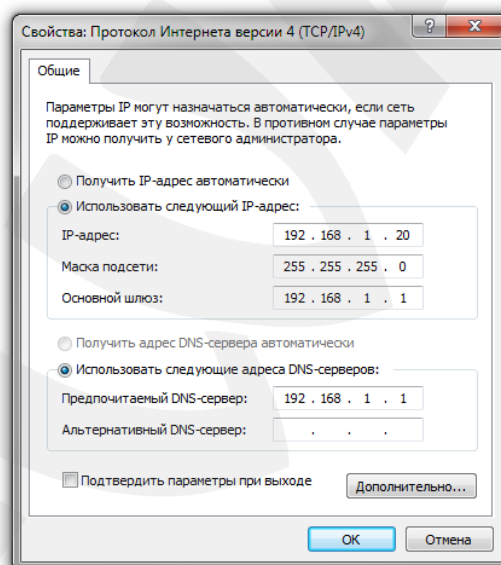 Свойства: Протокол Интернета версии 4 (TCP/IPv4)
Общие
Параметры IP могут назначаться автоматически, если сеть
поддерживает эту возможность. В противном случае параметры
IP можно получить у сетевого администратора.
Получить IP-адрес автоматически
Использовать следующий IP-адрес:
IP-адрес: 192 . 168 . 1 . 20
Маска подсети: 255 . 255 . 255 . 0
Основной шлюз: 192 . 168 . 1 . 1
Получить адрес DNS-сервера автоматически
Использовать следующие адреса DNS-серверов:
Предпочитаемый DNS-сервер: 192 . 168 . 1 . 1
Альтернативный DNS-сервер: . . .
Подтвердить параметры при выходе
Дополнительно...
ОК Отмена